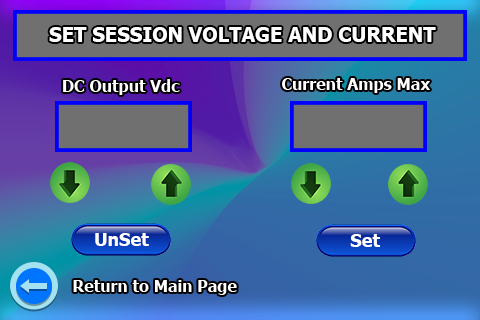 SET SESSION VOLTAGE AND CURRENT
DC Output Vdc
Current Amps Max
UnSet
Set
Return to Main Page